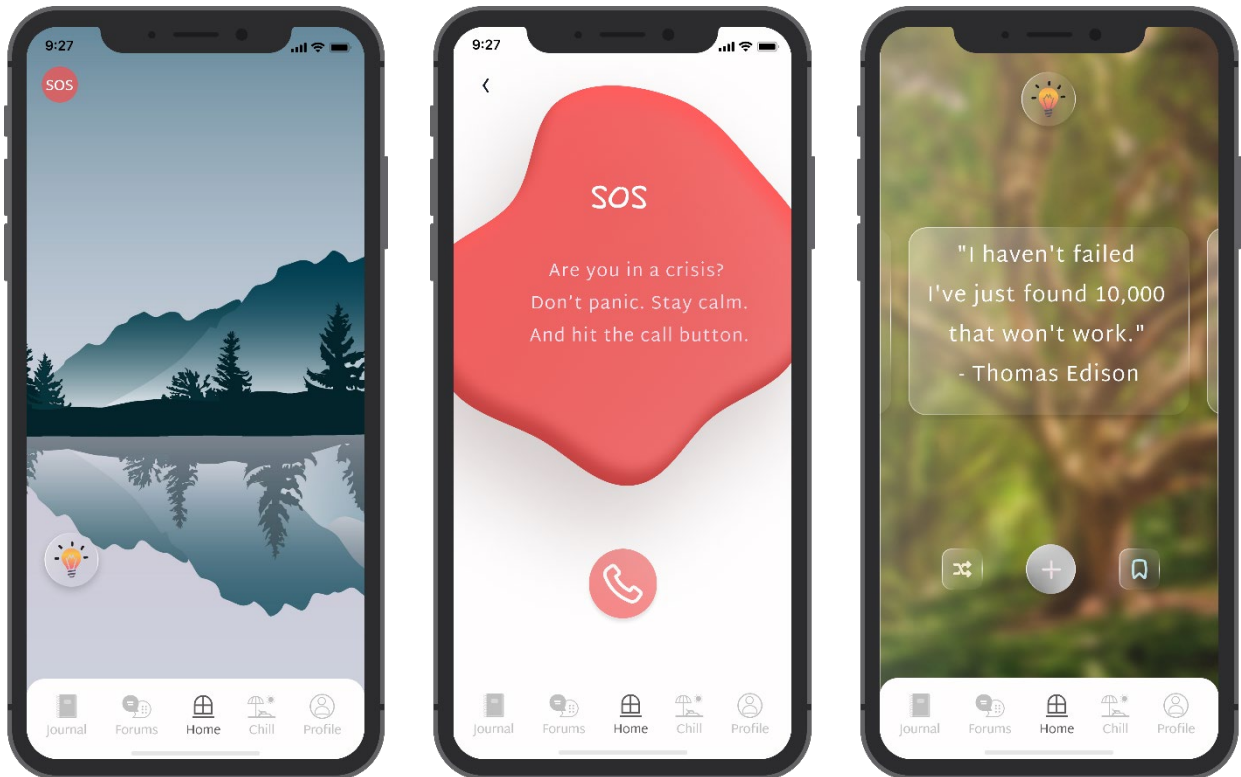 9:27
SOS
Journal Forums Home Chill Profile
9:27
SOS
Are you in a crisis?
Don't panic. Stay calm.
And hit the call button.
Journal Forums Home Chill Profile
"I haven't failed
I've just found 10,000
that won't work."
- Thomas Edison
Journal Forums Home Chill Profile